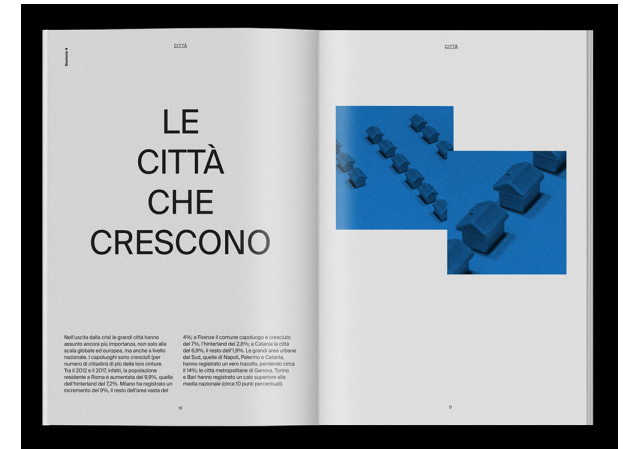 Sezione 4
CITTÀ
CITTÀ
LE
CITTÀ
CHE
CRESCONO
Nell'uscita dalla crisi le grandi città hanno
assunto ancora più importanza, non solo alla
scala globale ed europea, ma anche a livello
nazionale. I capoluoghi sono cresciuti (per
numero di cittadini) di più delle loro cinture.
Tra il 2012 e il 2017, infatti, la popolazione
residente a Roma è aumentata del 9,9%, quella
dell'hinterland del 7,2%. Milano ha registrato un
incremento del 9%, il resto dell'area vasta del
4%; a Firenze il comune capoluogo è cresciuto
del 7%, l'hinterland del 2,8%; a Catania la città
del 6,9%, il resto dell'1,9%. Le grandi aree urbane
del Sud, quelle di Napoli, Palermo e Catania,
hanno registrato un vero tracollo, perdendo circa
il 14%; le città metropolitane di Genova, Torino
e Bari hanno registrato un calo superiore alla
media nazionale (circa 10 punti percentuali).
16
17